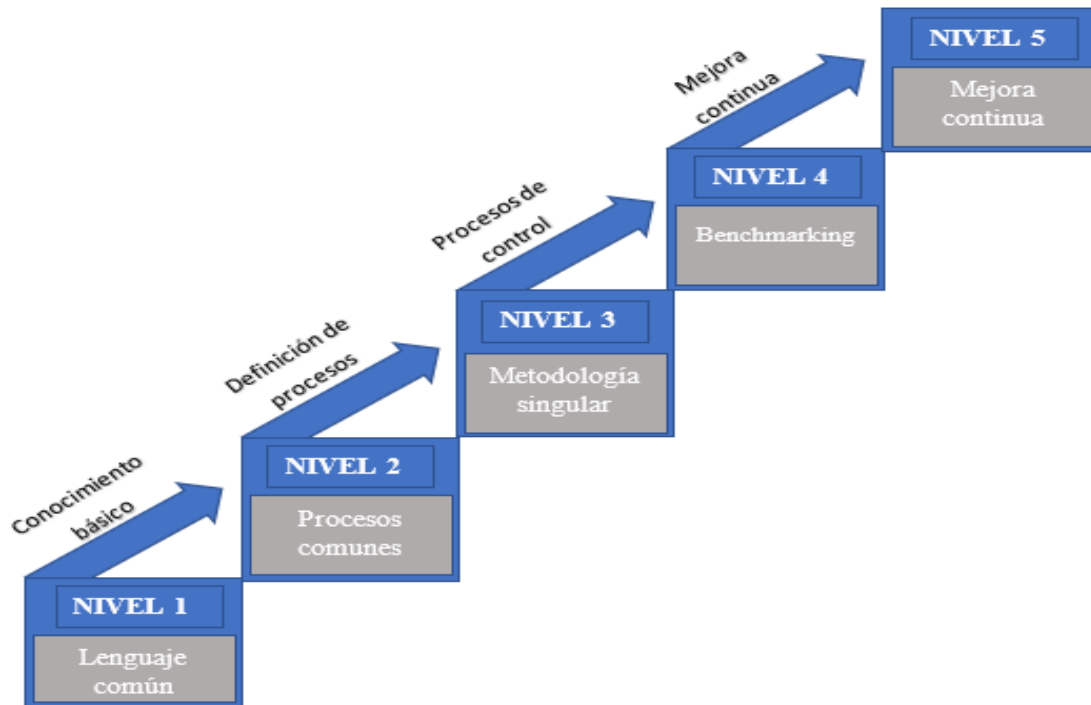 NIVEL 5
Mejora
continua
Mejora
continua
NIVEL 4
Benchmarking
Procesos de
control
NIVEL 3
Metodología
singular
Definición de
procesos
NIVEL 2
Procesos
comunes
Conocimiento
básico
NIVEL 1
Lenguaje
común